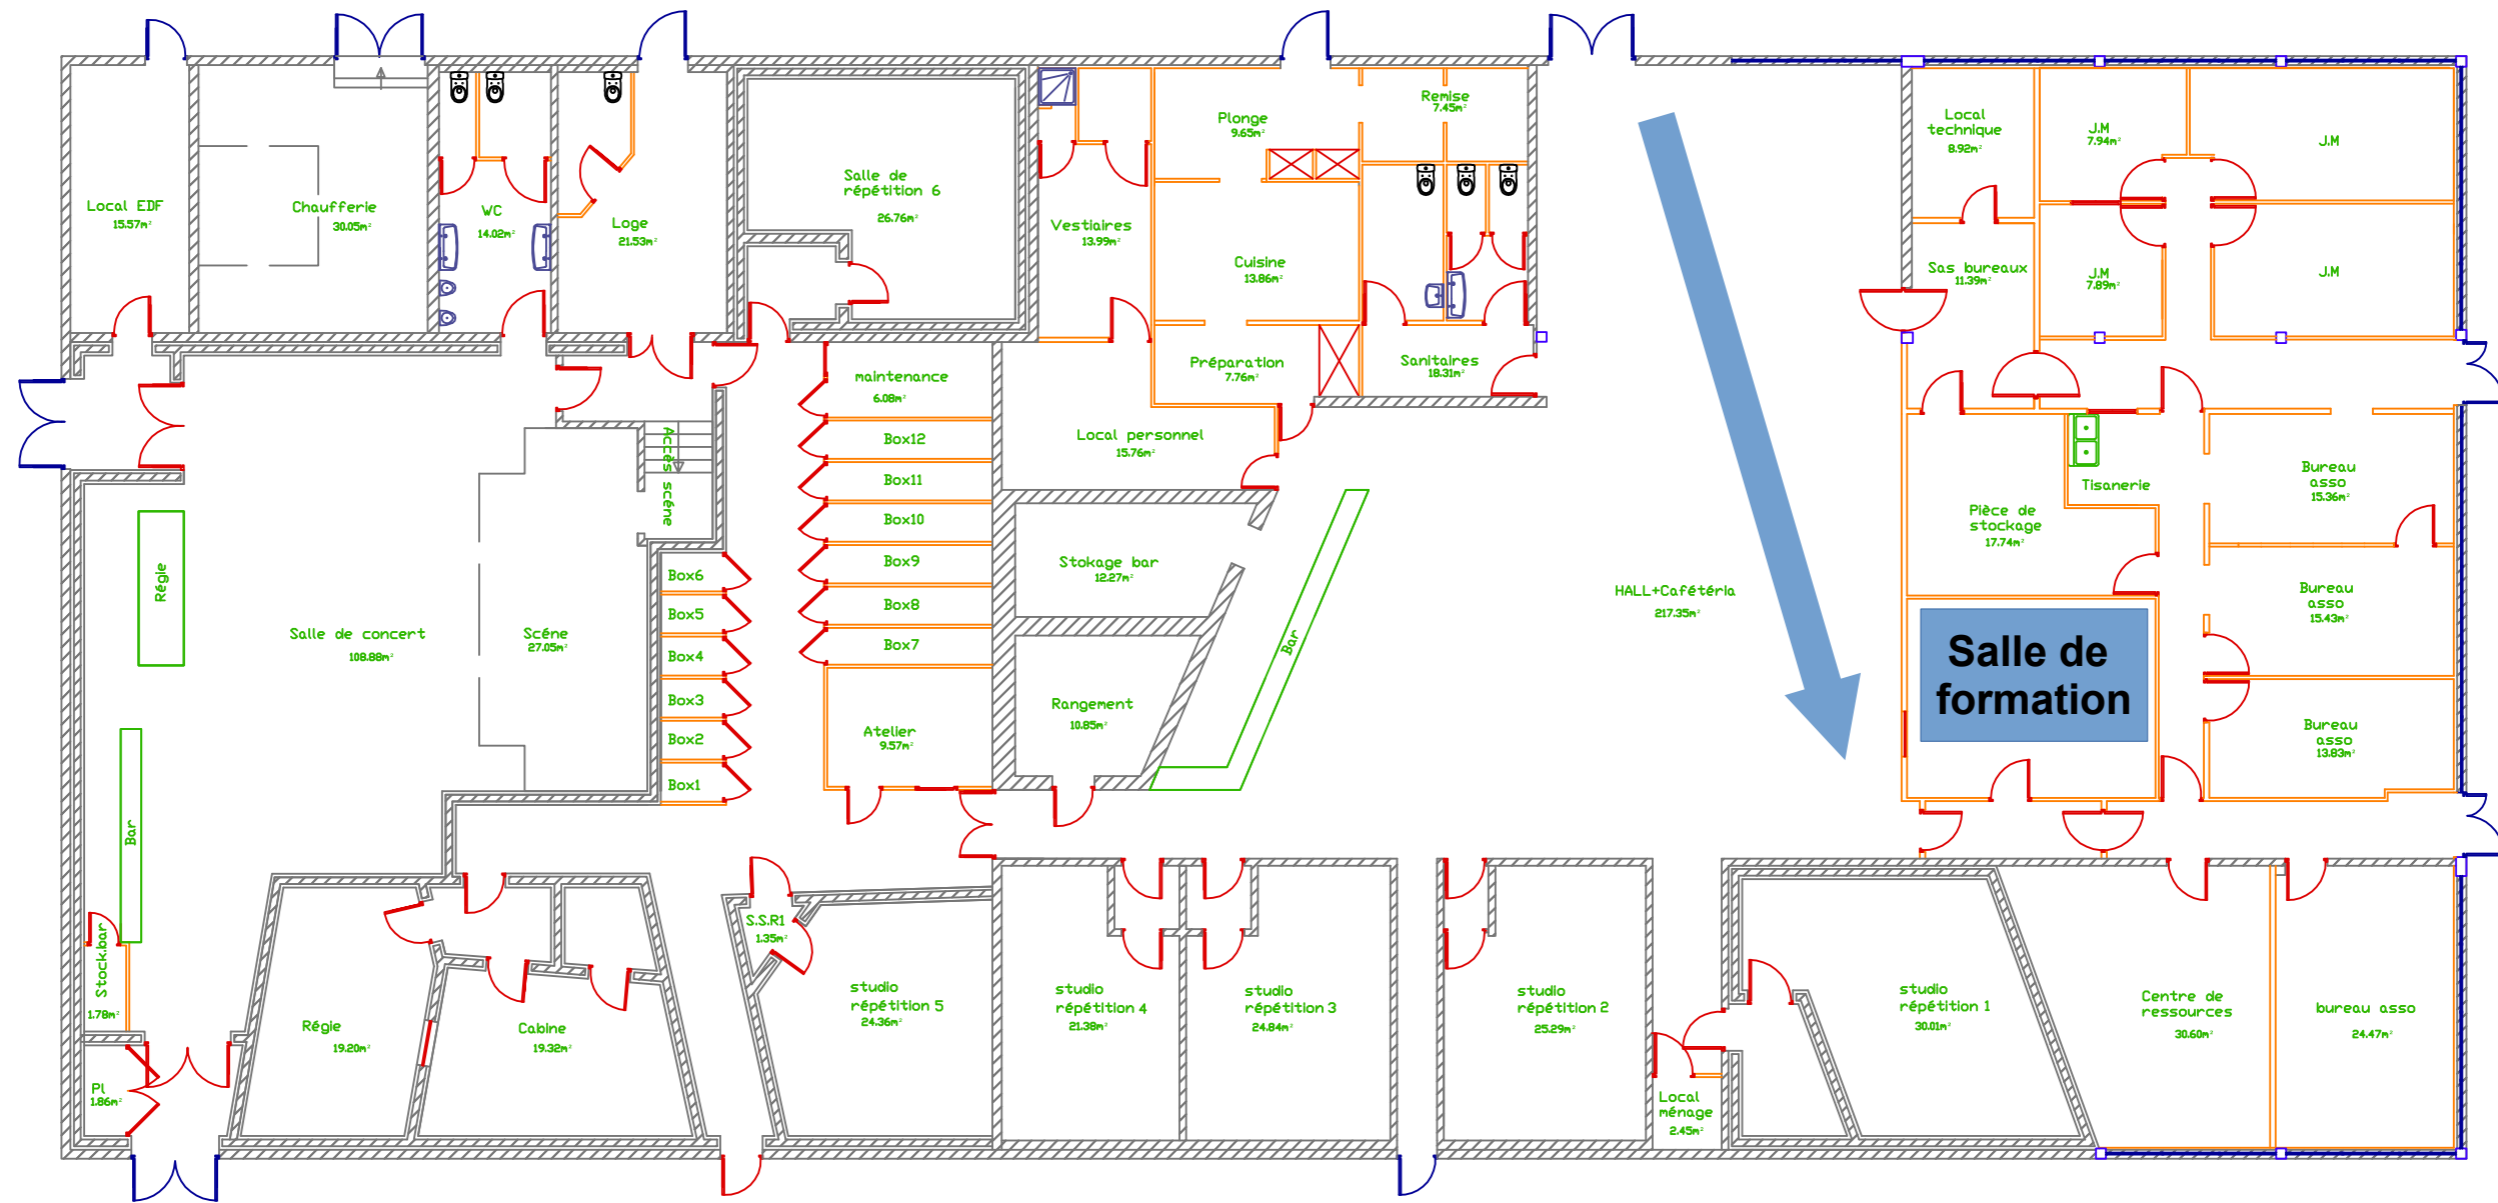 Local EDF
15.57m²
Chaufferie
30.05m²
WC
14.02m²
Loge
21.53m²
Salle de
répétition 6
26.76m²
Vestiaires
13.99m²
Plonge
9.65m²
Remise
7.45m²
Cuisine
13.86m²
Préparation
7.76m²
Sanitaires
18.31m²
Local
technique
8.92m²
J.M
7.94m²
J.M
Sas bureaux
11.39m²
J.M
7.89m²
J.M
maintenance
6.08m²
Box12
Box11
Box10
Box9
Box8
Box7
Atelier
9.57m²
Local personnel
15.76m²
Stokage bar
12.27m²
Rangement
10.85m²
Bar
HALL+Cafétéria
217.35m²
Pièce de
stockage
17.74m²
Tisanerie
Bureau
asso
15.36m²
Bureau
asso
15.43m²
Bureau
asso
13.83m²
Salle de
formation
Accès scéne
Régie
Salle de concert
108.88m²
Scéne
27.05m²
Box6
Box5
Box4
Box3
Box2
Box1
Bar
Stock.bar
1.78m²
Pl
1.86m²
Régie
19.20m²
Cabine
19.32m²
S.S.R1
1.35m²
studio
répétition 5
24.36m²
studio
répétition 4
21.38m²
studio
répétition 3
24.84m²
studio
répétition 2
25.29m²
Local
ménage
2.45m²
studio
répétition 1
30.01m²
Centre de
ressources
30.60m²
bureau asso
24.47m²